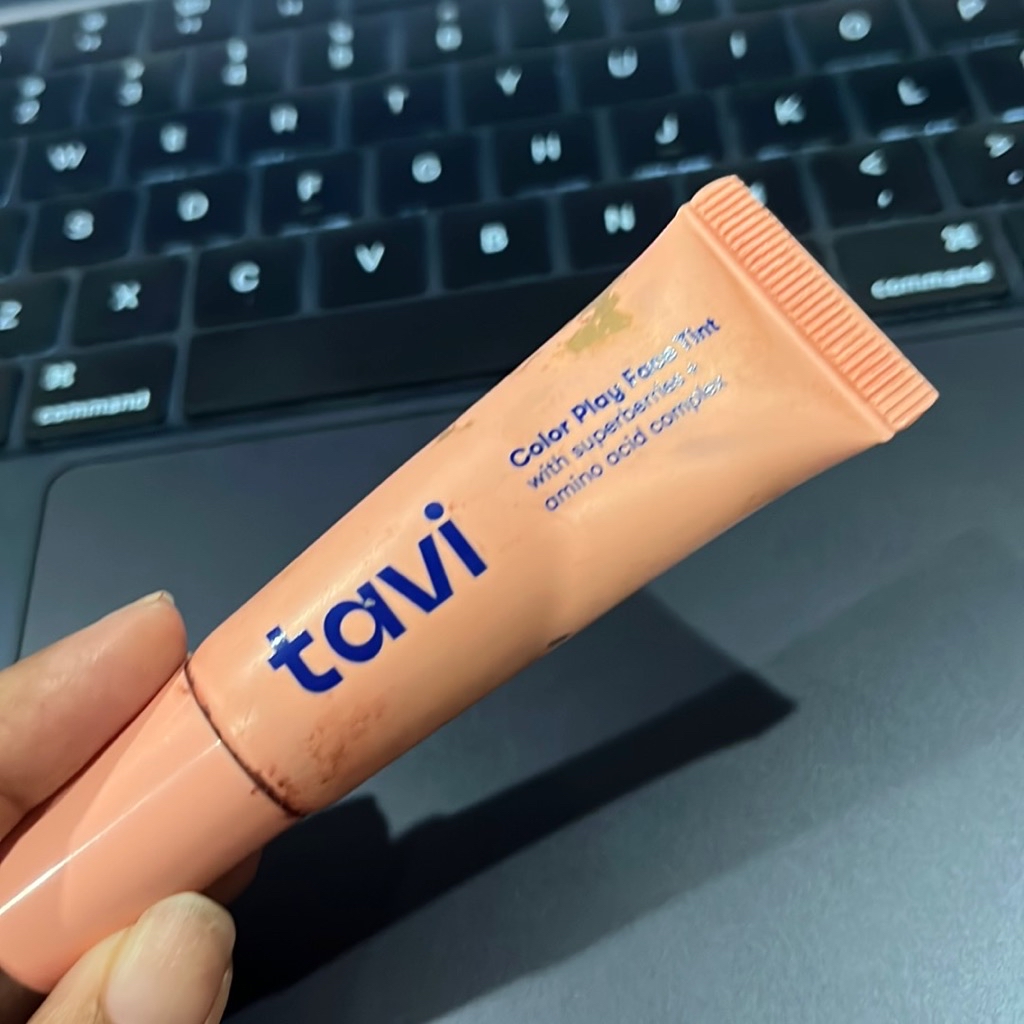 W
U
I
O
P
S
D
F
G
H
J
K
L
Z
X
C
V
B
N
⌘
command
⌘
command
Color Play Face Tint
with superberries +
amino acid complex
tavi